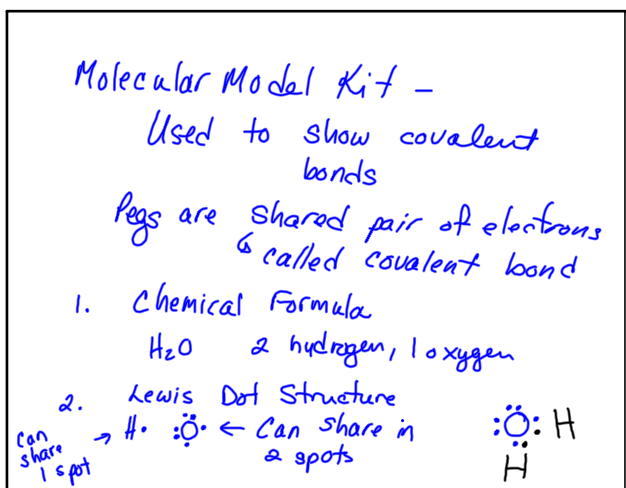 Molecular Model Kit –
Used to show covalent
bonds
Pegs are shared pair of electrons
↳ called covalent bond
1. Chemical Formula
H₂O 2 hydrogen, 1 oxygen
2. Lewis Dot Structure
can share 1 spot → H· :Ö· ← Can share in
2 spots
:Ö: H
H